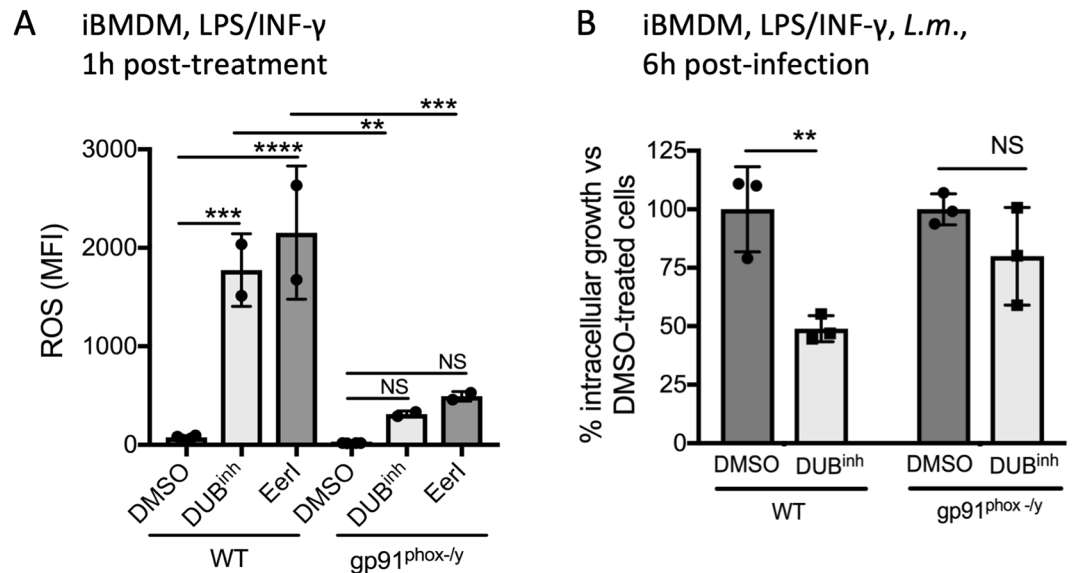 A
iBMDM, LPS/INF-γ
1h post-treatment
***
**
****
***
NS
NS
ROS (MFI)
3000
2000
1000
0
DMSO
DUBinh
EerI
DMSO
DUBinh
EerI
WT
gp91phox-/y
B
iBMDM, LPS/INF-γ, L.m.,
6h post-infection
**
NS
% intracellular growth vs
DMSO-treated cells
125
100
75
50
25
0
DMSO
DUBinh
DMSO
DUBinh
WT
gp91phox -/y